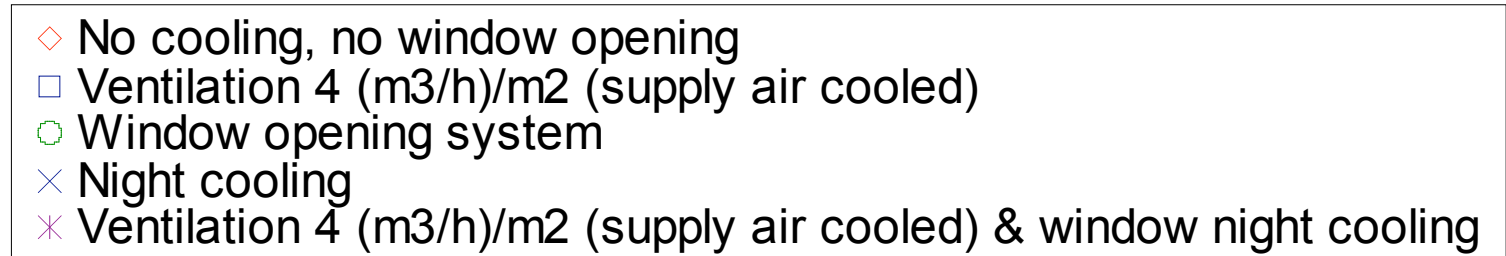 No cooling, no window opening
Ventilation 4 (m3/h)/m2 (supply air cooled)
Window opening system
Night cooling
Ventilation 4 (m3/h)/m2 (supply air cooled) & window night cooling